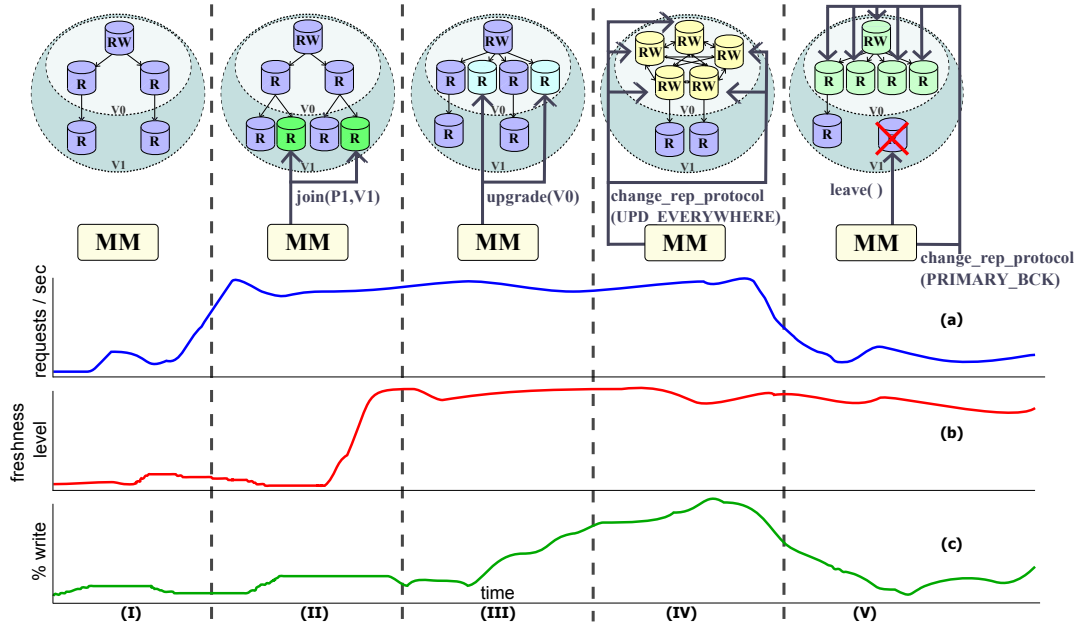 RW
R
R
V0
R
R
V1
MM
RW
R
R
V0
R
R
R
R
V1
join(P1,V1)
MM
RW
R
R
R
R
V0
R
R
V1
upgrade(V0)
MM
RW
RW
RW
RW
RW
V0
R
R
V1
change_rep_protocol
(UPD_EVERYWHERE)
MM
RW
R
R
R
R
V0
R
V1
leave( )
MM
change_rep_protocol
(PRIMARY_BCK)
requests / sec
(a)
freshness
level
(b)
% write
(c)
time
(I)
(II)
(III)
(IV)
(V)